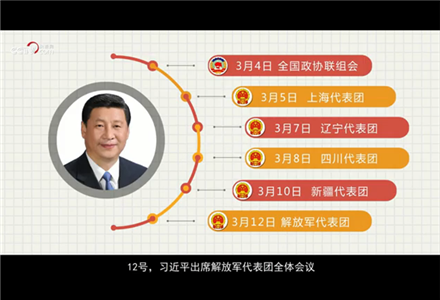 3月4日 全国政协联组会
3月5日 上海代表团
3月7日 辽宁代表团
3月8日 四川代表团
3月10日 新疆代表团
3月12日 解放军代表团
12号，习近平出席解放军代表团全体会议